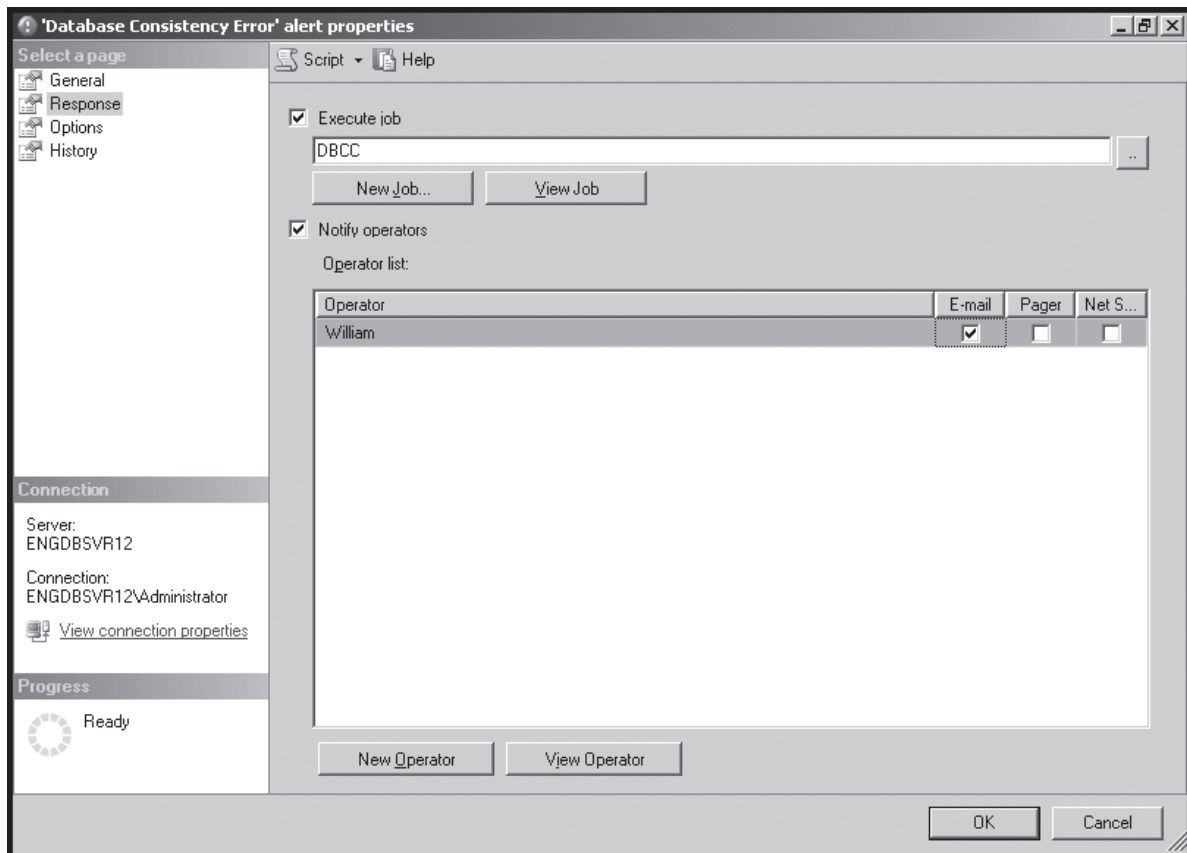 'Database Consistency Error' alert properties
Select a page
General
Response
Options
History
Script
Help
Execute job
DBCC
..
New Job...
View Job
Notify operators
Operator list:
Operator E-mail Pager Net S...
William
New Operator
View Operator
Connection
Server:
ENGDBSVR12
Connection:
ENGDBSVR12\Administrator
View connection properties
Progress
Ready
OK
Cancel